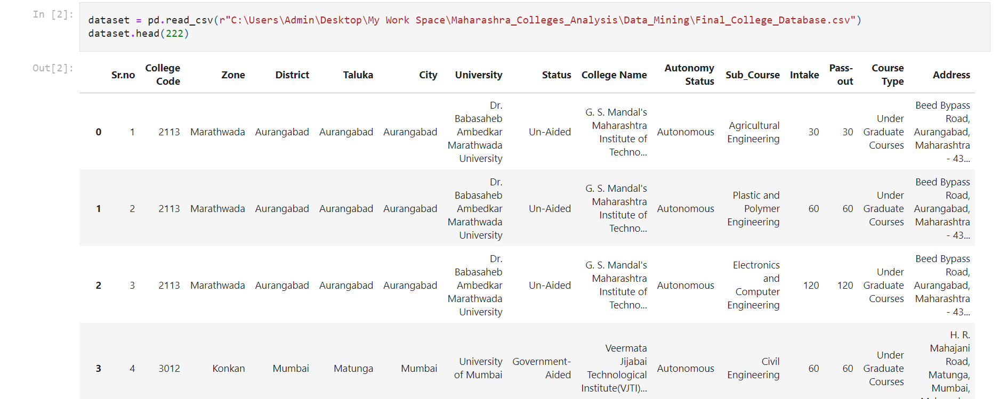 In [2]:
dataset = pd.read_csv(r"C:\Users\Admin\Desktop\My Work Space\Maharashra_Colleges_Analysis\Data_Mining\Final_College_Database.csv")
dataset.head(222)
Out[2]:
Sr.no College Code Zone District Taluka City University Status College Name Autonomy Status Sub_Course Intake Pass-out Course Type Address
0 1 2113 Marathwada Aurangabad Aurangabad Aurangabad Dr. Babasaheb Ambedkar Marathwada University Un-Aided G. S. Mandal's Maharashtra Institute of Techno... Autonomous Agricultural Engineering 30 30 Under Graduate Courses Beed Bypass Road, Aurangabad, Maharashtra - 43...
1 2 2113 Marathwada Aurangabad Aurangabad Aurangabad Dr. Babasaheb Ambedkar Marathwada University Un-Aided G. S. Mandal's Maharashtra Institute of Techno... Autonomous Plastic and Polymer Engineering 60 60 Under Graduate Courses Beed Bypass Road, Aurangabad, Maharashtra - 43...
2 3 2113 Marathwada Aurangabad Aurangabad Aurangabad Dr. Babasaheb Ambedkar Marathwada University Un-Aided G. S. Mandal's Maharashtra Institute of Techno... Autonomous Electronics and Computer Engineering 120 120 Under Graduate Courses Beed Bypass Road, Aurangabad, Maharashtra - 43...
3 4 3012 Konkan Mumbai Matunga Mumbai University of Mumbai Government-Aided Veermata Jijabai Technological Institute(VJTI)... Autonomous Civil Engineering 60 60 Under Graduate Courses H. R. Mahajani Road, Matunga, Mumbai,